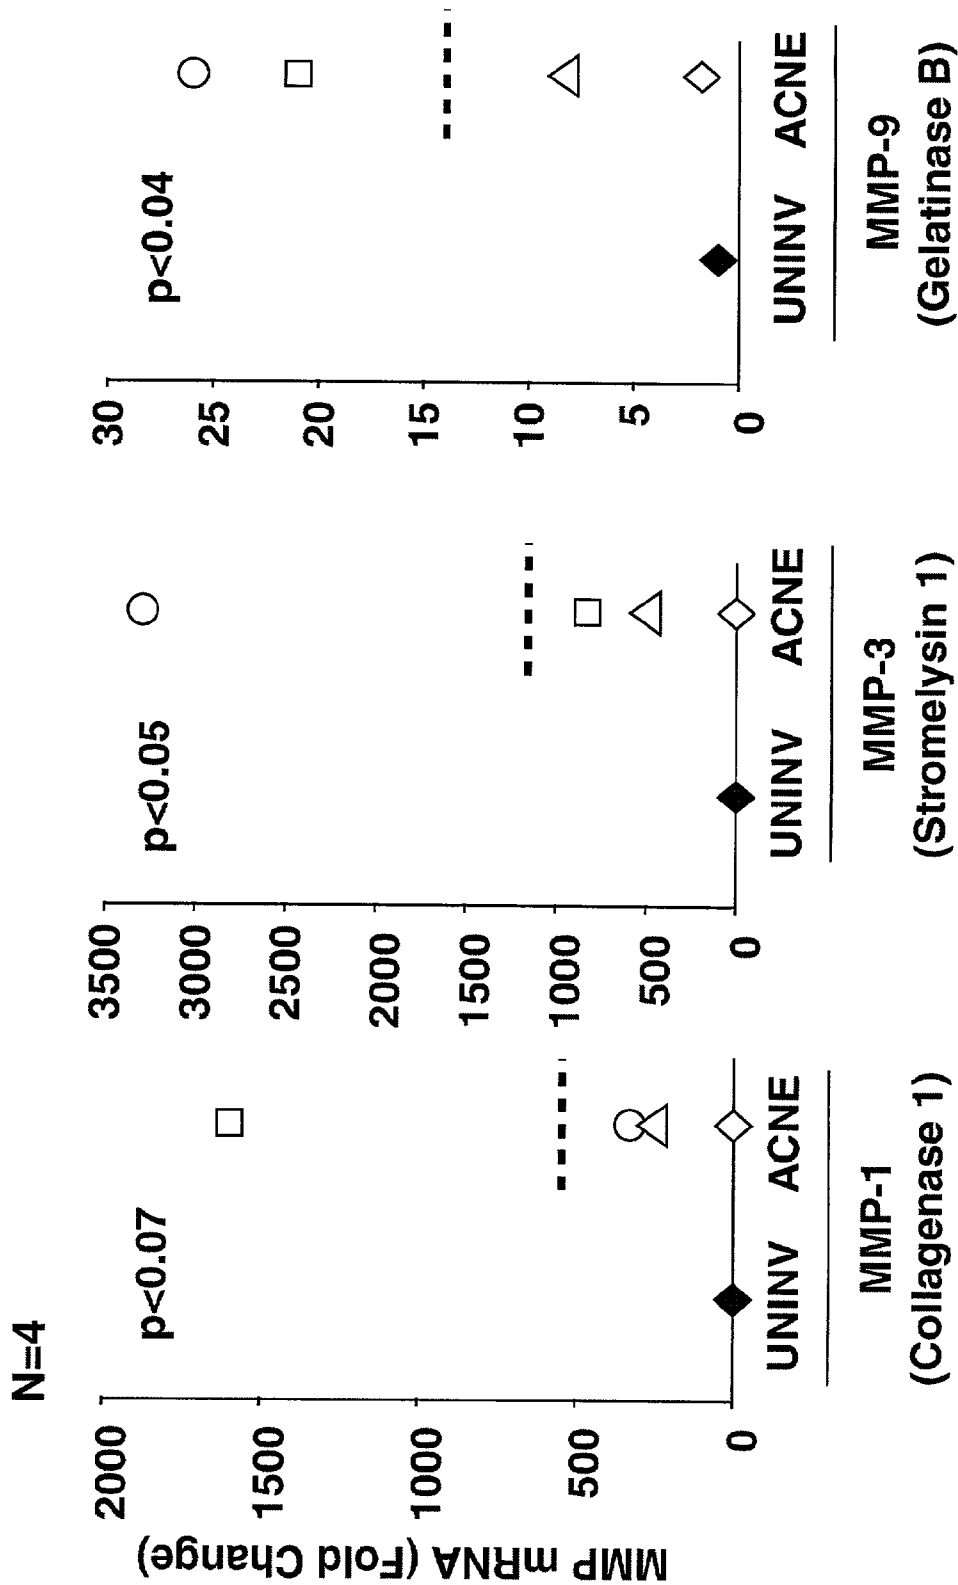 N=4
MMP mRNA (Fold Change)
2000
1500
1000
500
0
p<0.07
UNINV ACNE
MMP-1
(Collagenase 1)
3500
3000
2500
2000
1500
1000
500
0
p<0.05
UNINV ACNE
MMP-3
(Stromelysin 1)
30
25
20
15
10
5
0
p<0.04
UNINV ACNE
MMP-9
(Gelatinase B)